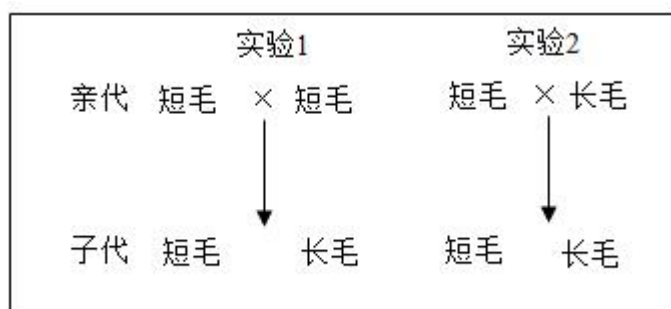 实验1 实验2
亲代 短毛 × 短毛 短毛 × 长毛
子代 短毛 长毛 短毛 长毛